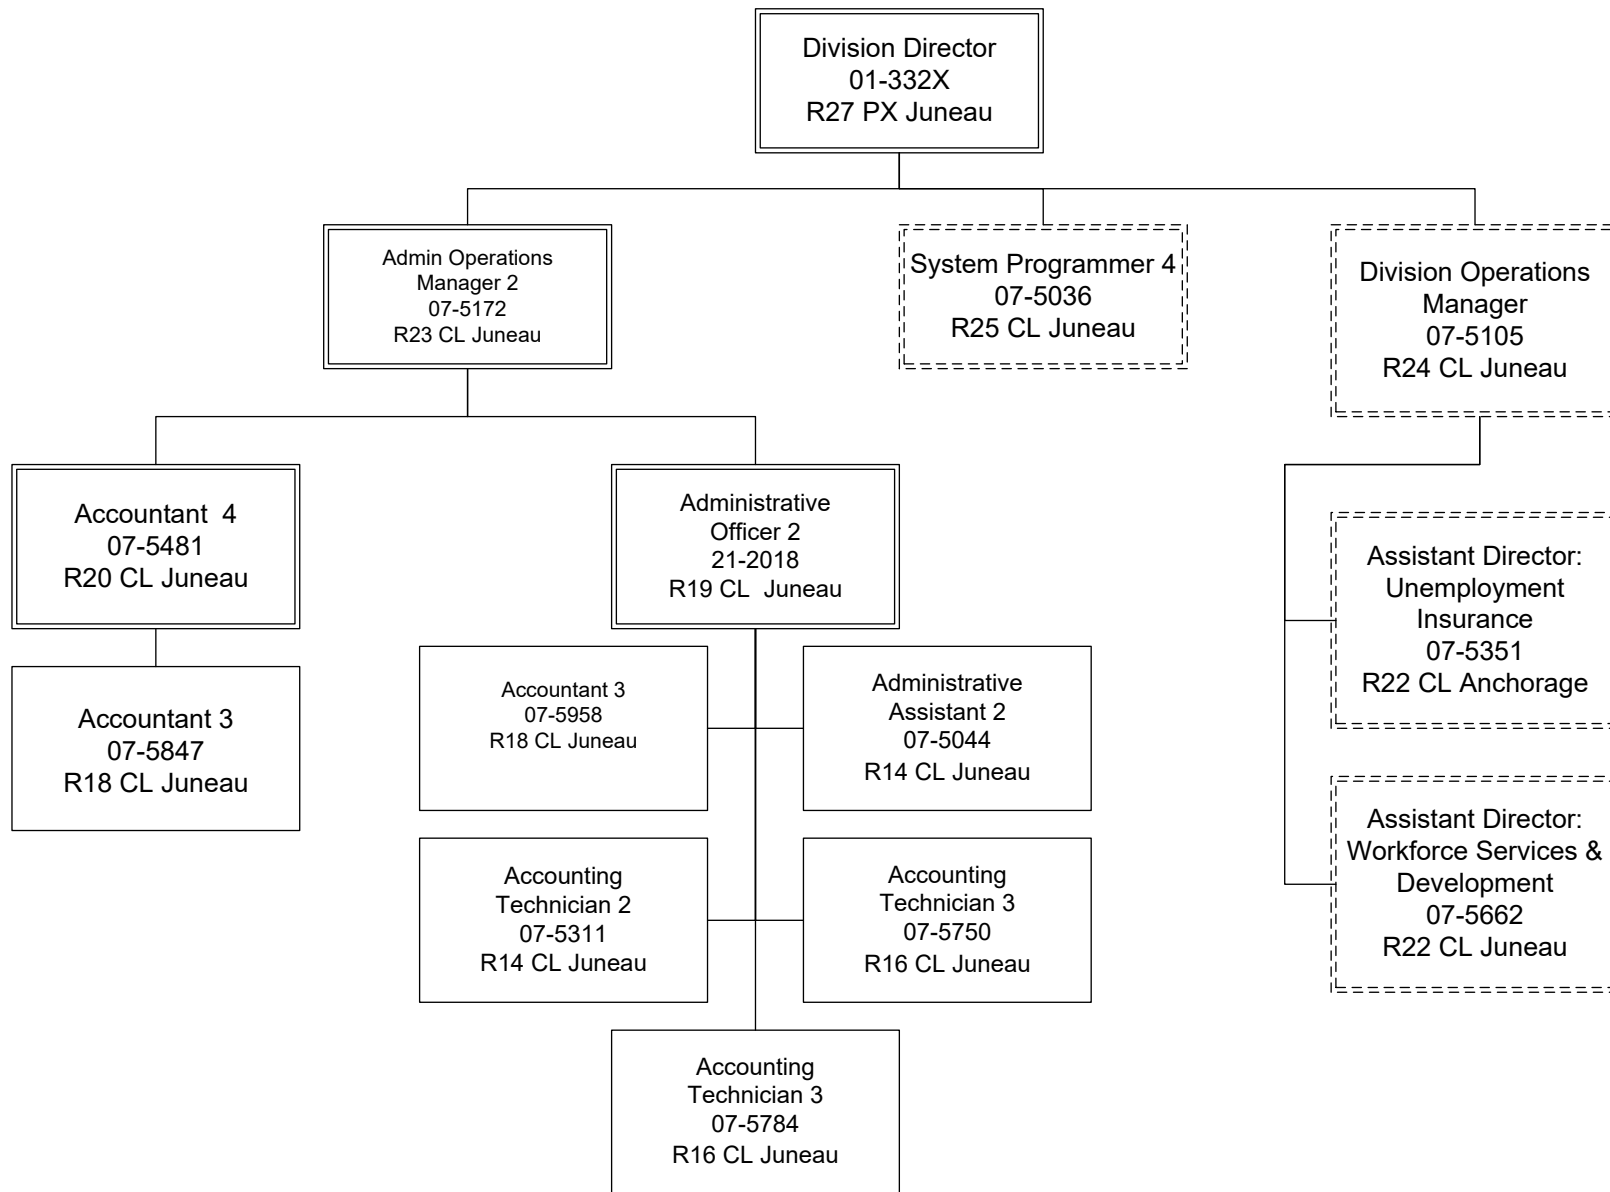 Division Director
01-332X
R27 PX Juneau
Admin Operations
Manager 2
07-5172
R23 CL Juneau
System Programmer 4
07-5036
R25 CL Juneau
Division Operations
Manager
07-5105
R24 CL Juneau
Accountant 4
07-5481
R20 CL Juneau
Administrative
Officer 2
21-2018
R19 CL Juneau
Assistant Director:
Unemployment
Insurance
07-5351
R22 CL Anchorage
Accountant 3
07-5847
R18 CL Juneau
Accountant 3
07-5958
R18 CL Juneau
Administrative
Assistant 2
07-5044
R14 CL Juneau
Assistant Director:
Workforce Services &
Development
07-5662
R22 CL Juneau
Accounting
Technician 2
07-5311
R14 CL Juneau
Accounting
Technician 3
07-5750
R16 CL Juneau
Accounting
Technician 3
07-5784
R16 CL Juneau